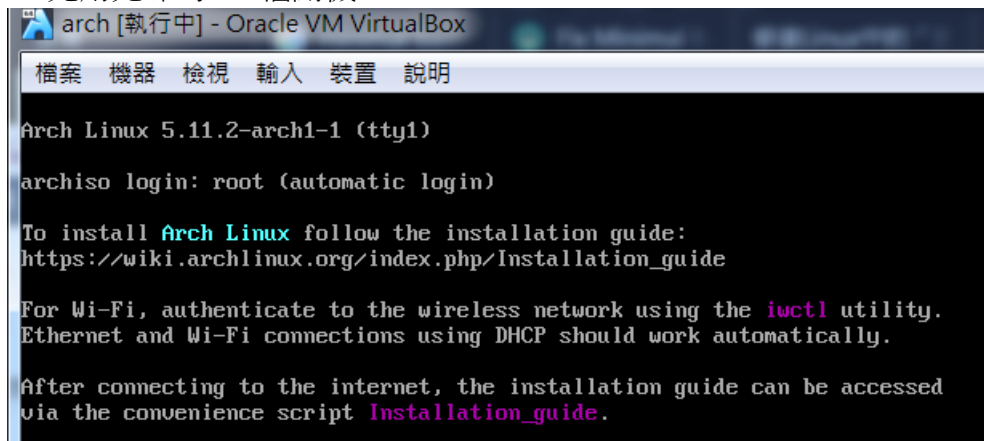 arch [執行中] - Oracle VM VirtualBox
檔案 機器 檢視 輸入 裝置 說明
Arch Linux 5.11.2-arch1-1 (tty1)
archiso login: root (automatic login)
To install Arch Linux follow the installation guide:
https://wiki.archlinux.org/index.php/Installation_guide
For Wi-Fi, authenticate to the wireless network using the iwctl utility.
Ethernet and Wi-Fi connections using DHCP should work automatically.
After connecting to the internet, the installation guide can be accessed
via the convenience script Installation_guide.